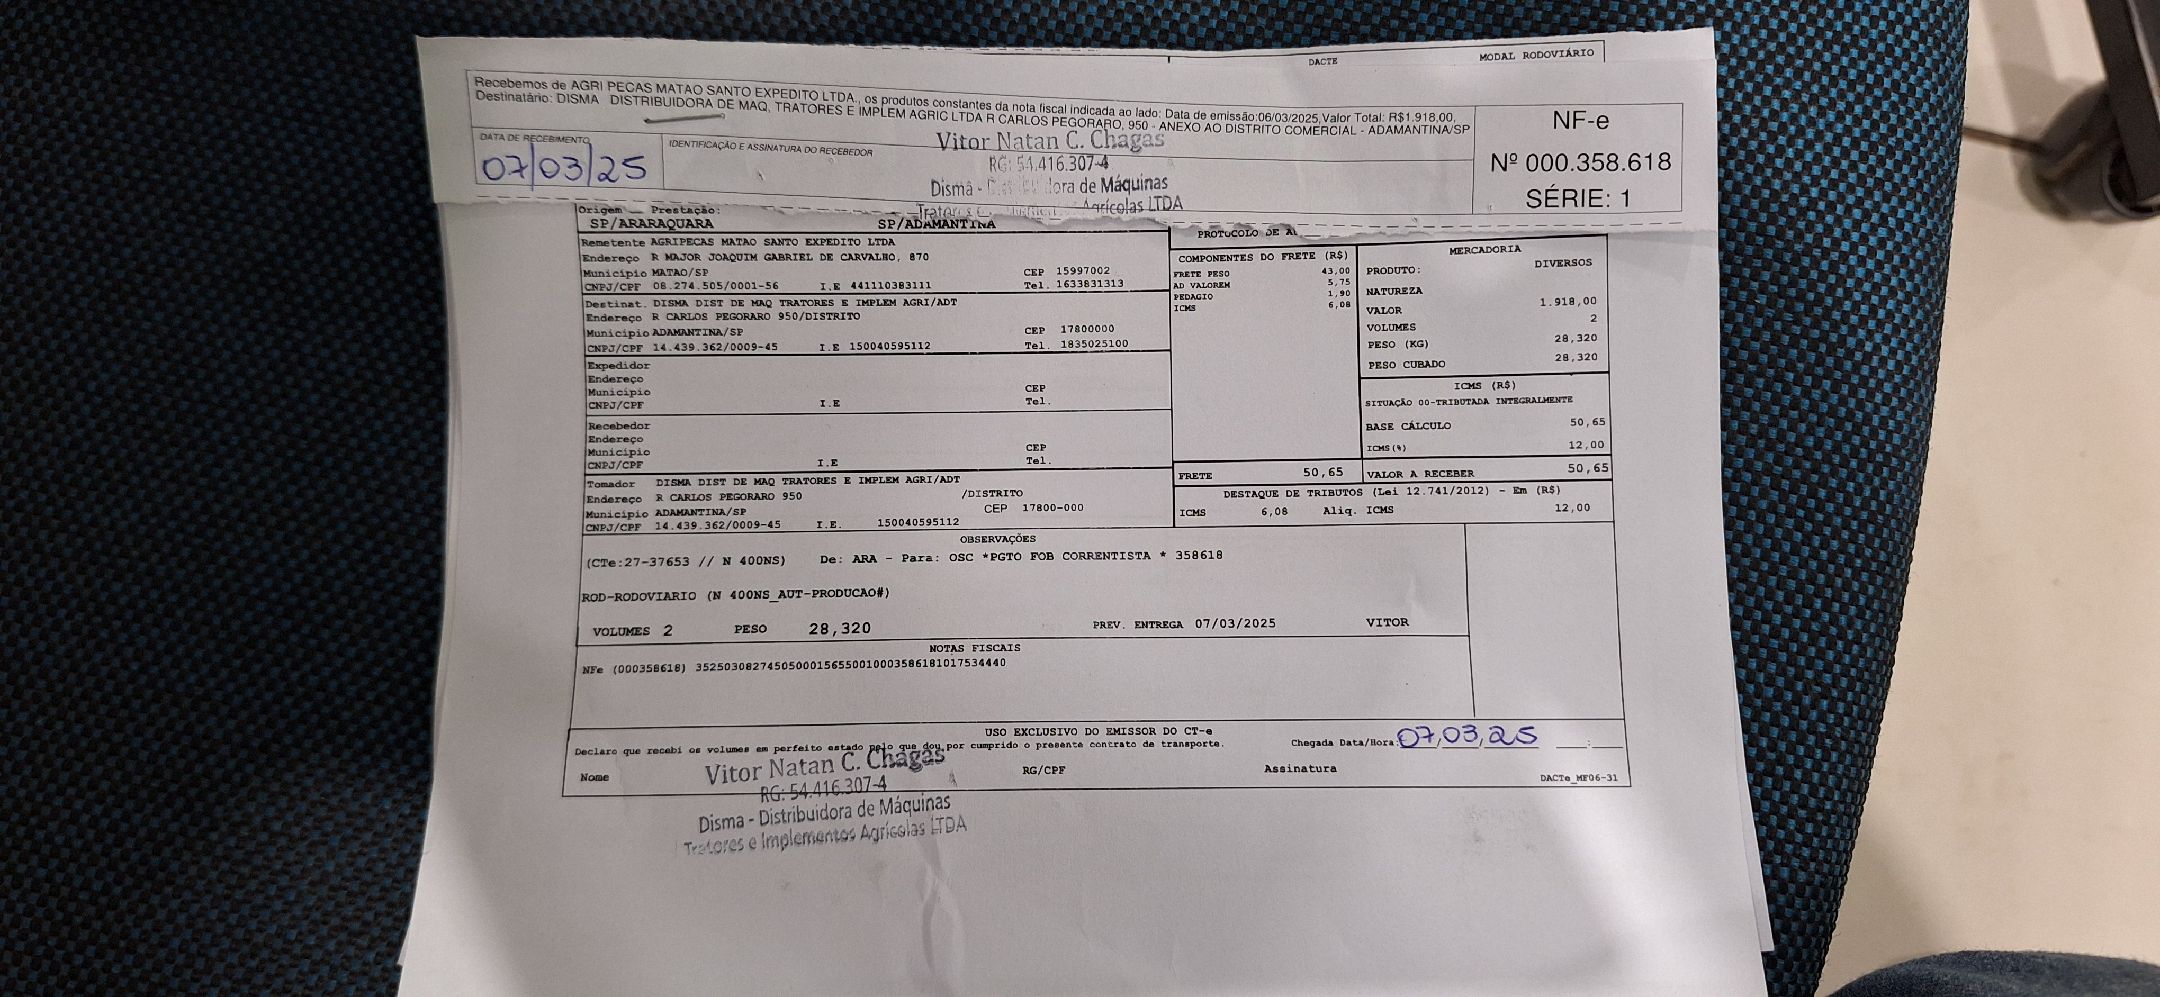 DACTE MODAL RODOVIÁRIO
Recebemos de AGRI PECAS MATAO SANTO EXPEDITO LTDA., os produtos constantes da nota fiscal indicada ao lado; Data de emissão:06/03/2025,Valor Total: R$1.918,00,
Destinatário: DISMA DISTRIBUIDORA DE MAQ, TRATORES E IMPLEM AGRIC LTDA R CARLOS PEGORARO, 950 - ANEXO AO DISTRITO COMERCIAL - ADAMANTINA/SP
DATA DE RECEBIMENTO
07/03/25
IDENTIFICAÇÃO E ASSINATURA DO RECEBEDOR
Vitor Natan C. Chagas
RG: 54.416.307-4
Disma - Dora de Máquinas
Agrícolas LTDA
NF-e
Nº 000.358.618
SÉRIE: 1
Origem Prestação:
SP/ARARAQUARA SP/ADAMANTINA
Remetente AGRIPECAS MATAO SANTO EXPEDITO LTDA
Endereço R MAJOR JOAQUIM GABRIEL DE CARVALHO, 870
Município MATAO/SP CEP 15997002
CNPJ/CPF 08.274.505/0001-56 I.E 441110383111 Tel. 1633831313
Destinat. DISMA DIST DE MAQ TRATORES E IMPLEM AGRI/ADT
Endereço R CARLOS PEGORARO 950/DISTRITO
Município ADAMANTINA/SP CEP 17800000
CNPJ/CPF 14.439.362/0009-45 I.E 150040595112 Tel. 1835025100
Expedidor
Endereço
Município CEP
CNPJ/CPF I.E Tel.
Recebedor
Endereço
Município CEP
CNPJ/CPF I.E Tel.
Tomador DISMA DIST DE MAQ TRATORES E IMPLEM AGRI/ADT
Endereço R CARLOS PEGORARO 950 /DISTRITO
Município ADAMANTINA/SP CEP 17800-000
CNPJ/CPF 14.439.362/0009-45 I.E. 150040595112
PROTOCOLO DE
COMPONENTES DO FRETE (R$)
FRETE PESO 43,00
AD VALOREM 5,75
PEDAGIO 1,90
ICMS 6,08
FRETE 50,65
MERCADORIA
PRODUTO: DIVERSOS
NATUREZA
VALOR 1.918,00
VOLUMES 2
PESO (KG) 28,320
PESO CUBADO 28,320
ICMS (R$)
SITUAÇÃO 00-TRIBUTADA INTEGRALMENTE
BASE CÁLCULO 50,65
ICMS(%) 12,00
VALOR A RECEBER 50,65
DESTAQUE DE TRIBUTOS (Lei 12.741/2012) - Em (R$)
ICMS 6,08 Aliq. ICMS 12,00
OBSERVAÇÕES
(CTe:27-37653 // N 400NS) De: ARA - Para: OSC *PGTO FOB CORRENTISTA * 358618
ROD-RODOVIARIO (N 400NS_AUT-PRODUCAO#)
VOLUMES 2 PESO 28,320 PREV. ENTREGA 07/03/2025 VITOR
NOTAS FISCAIS
NFe (000358618) 35250308274505000156550010003586181017534440
USO EXCLUSIVO DO EMISSOR DO CT-e
Declaro que recebi os volumes em perfeito estado pelo que dou por cumprido o presente contrato de transporte. Chegada Data/Hora: 07/03/25 __:__
Nome RG/CPF Assinatura
DACTe_MF06-31
Vitor Natan C. Chagas
RG: 54.416.307-4
Disma - Distribuidora de Máquinas
Tratores e Implementos Agrícolas LTDA